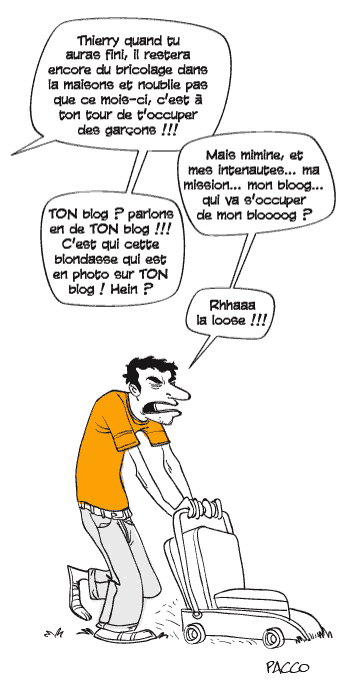 Thierry quand tu
auras fini, il restera
encore du bricolage dans
la maisons et noublie pas
que ce mois-ci, c'est à
ton tour de t'occuper
des garçons !!!
Mais mimine, et
mes intenautes... ma
mission... mon bloog...
qui va s'occuper
de mon bloooog ?
TON blog ? parlons
en de TON blog !!!
C'est qui cette
blondasse qui est
en photo sur TON
blog ! Hein ?
Rhhaaa
la loose !!!
PACCO